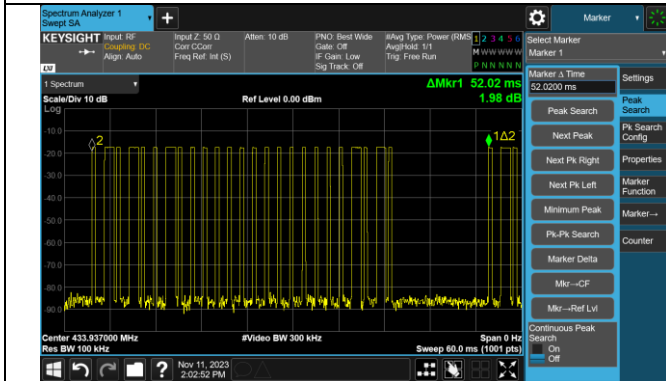 Spectrum Analyzer 1
Swept SA
Marker
KEYSIGHT
Input: RF
Coupling: DC
Align: Auto
Input Z: 50 Ω
Corr CCorr
Freq Ref: Int (S)
Atten: 10 dB
PNO: Best Wide
Gate: Off
IF Gain: Low
Sig Track: Off
#Avg Type: Power (RMS
Avg|Hold: 1/1
Trig: Free Run
1 2 3 4 5 6
M W W W W W
P N N N N N
LXI
Select Marker
Marker 1
1 Spectrum
ΔMkr1 52.02 ms
1.98 dB
Scale/Div 10 dB
Ref Level 0.00 dBm
Log
-10.0
-20.0
-30.0
-40.0
-50.0
-60.0
-70.0
-80.0
-90.0
2
1Δ2
Center 433.937000 MHz
Res BW 100 kHz
#Video BW 300 kHz
Span 0 Hz
Sweep 60.0 ms (1001 pts)
Marker Δ Time
52.0200 ms
Peak Search
Next Peak
Next Pk Right
Next Pk Left
Minimum Peak
Pk-Pk Search
Marker Delta
Mkr→CF
Mkr→Ref Lvl
Continuous Peak
Search
On
Off
Settings
Peak
Search
Pk Search
Config
Properties
Marker
Function
Marker→
Counter
?
Nov 11, 2023
2:02:52 PM